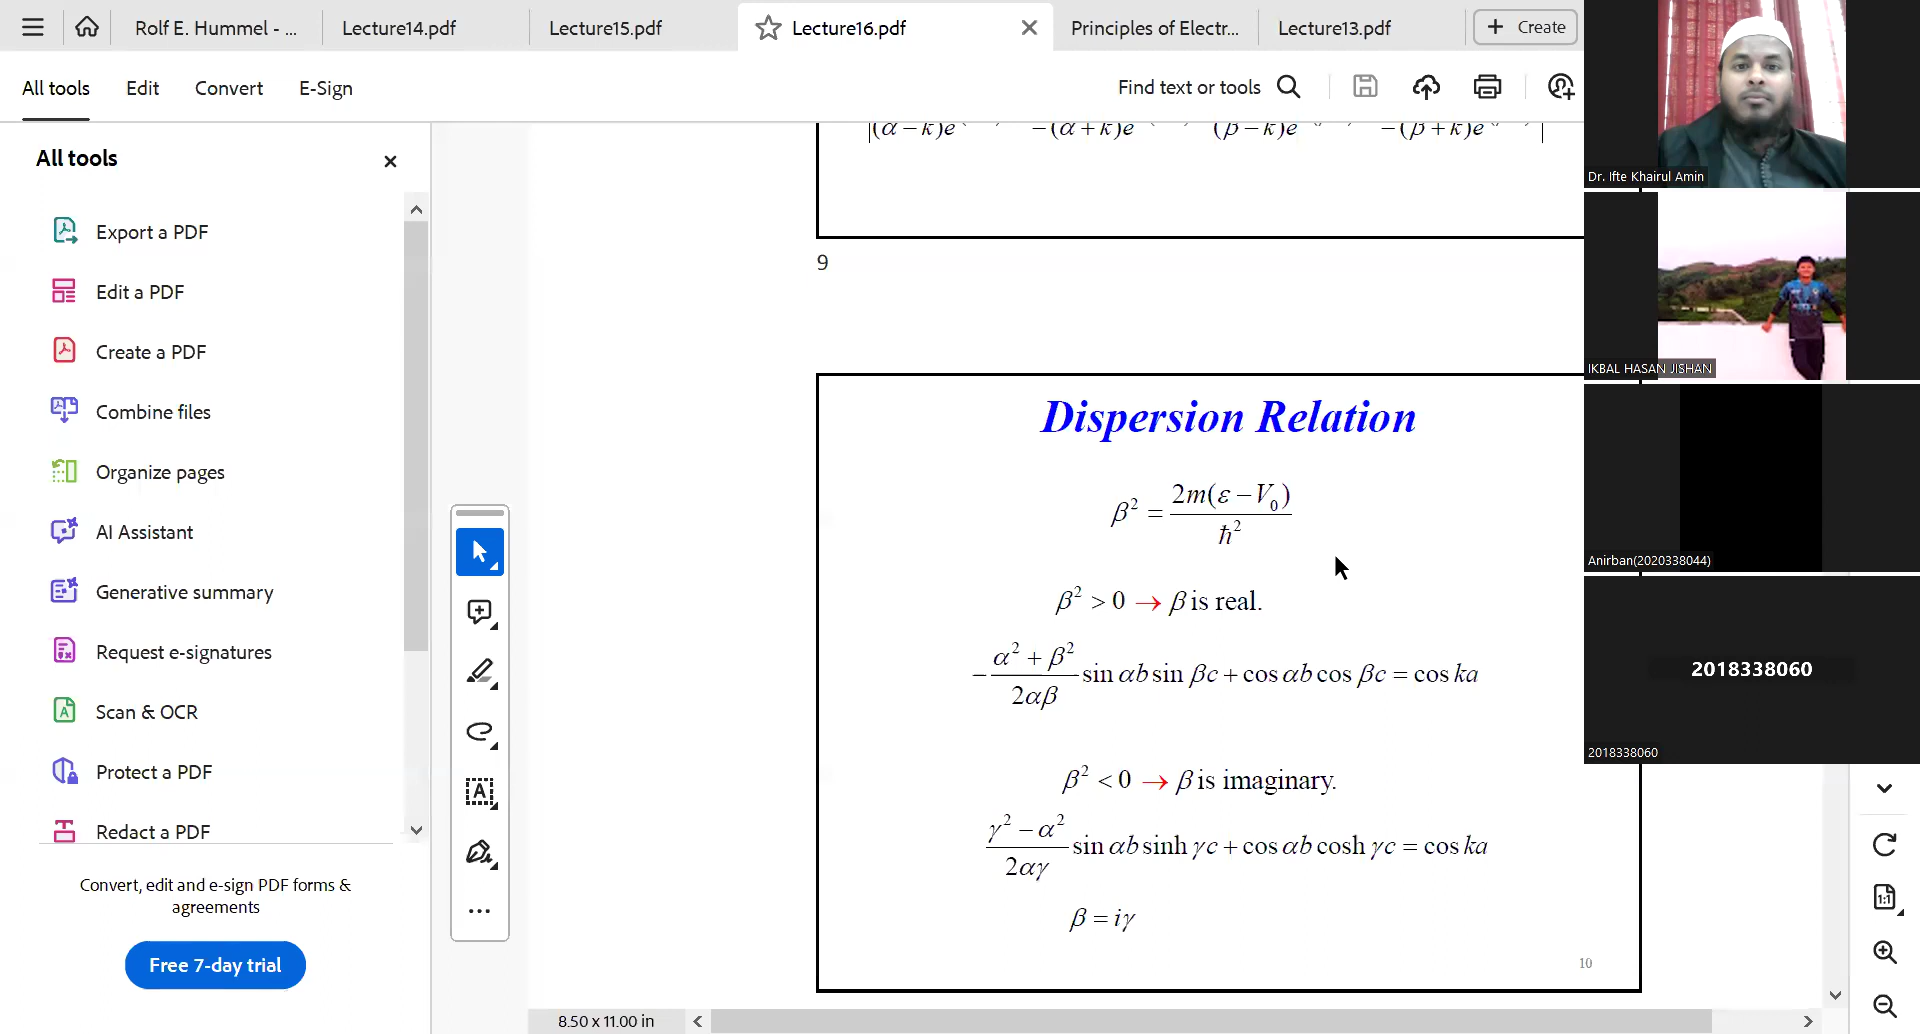 Rolf E. Hummel - ...
Lecture14.pdf
Lecture15.pdf
Lecture16.pdf
Principles of Electr...
Lecture13.pdf
+ Create
All tools
Edit
Convert
E-Sign
Find text or tools
All tools
Export a PDF
Edit a PDF
Create a PDF
Combine files
Organize pages
AI Assistant
Generative summary
Request e-signatures
Scan & OCR
Protect a PDF
Redact a PDF
Convert, edit and e-sign PDF forms &
agreements
Free 7-day trial
(α − k)e −(α + k)e (β − k)e −(β + k)e
9
Dispersion Relation
β² = 2m(ε − V₀) / ħ²
β² > 0 → β is real.
− (α² + β²) / 2αβ sin αb sin βc + cos αb cos βc = cos ka
β² < 0 → β is imaginary.
(γ² − α²) / 2αγ sin αb sinh γc + cos αb cosh γc = cos ka
β = iγ
10
8.50 x 11.00 in
Dr. Ifte Khairul Amin
IKBAL HASAN JISHAN
Anirban(2020338044)
2018338060
2018338060
1:1